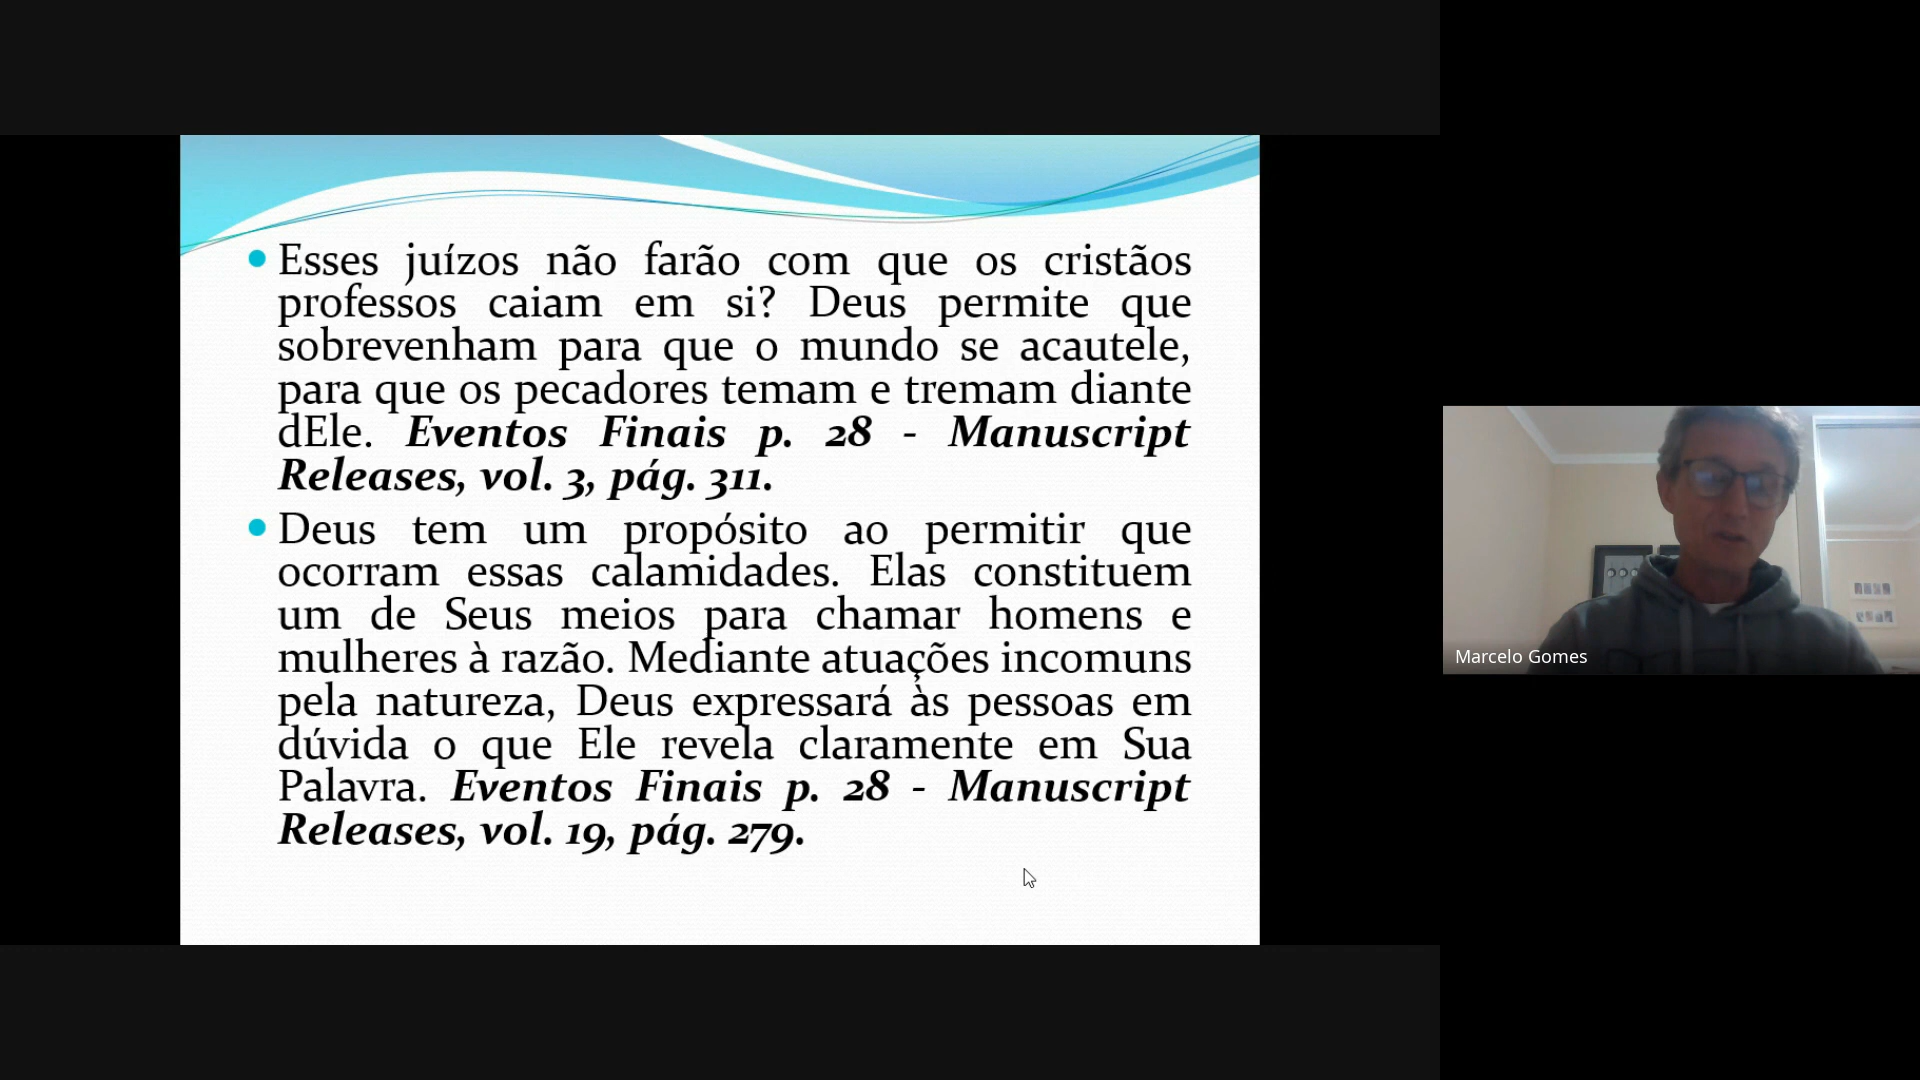 Esses juízos não farão com que os cristãos
professos caiam em si? Deus permite que
sobrevenham para que o mundo se acautele,
para que os pecadores temam e tremam diante
dEle. Eventos Finais p. 28 - Manuscript
Releases, vol. 3, pág. 311.
Deus tem um propósito ao permitir que
ocorram essas calamidades. Elas constituem
um de Seus meios para chamar homens e
mulheres à razão. Mediante atuações incomuns
pela natureza, Deus expressará às pessoas em
dúvida o que Ele revela claramente em Sua
Palavra. Eventos Finais p. 28 - Manuscript
Releases, vol. 19, pág. 279.
Marcelo Gomes